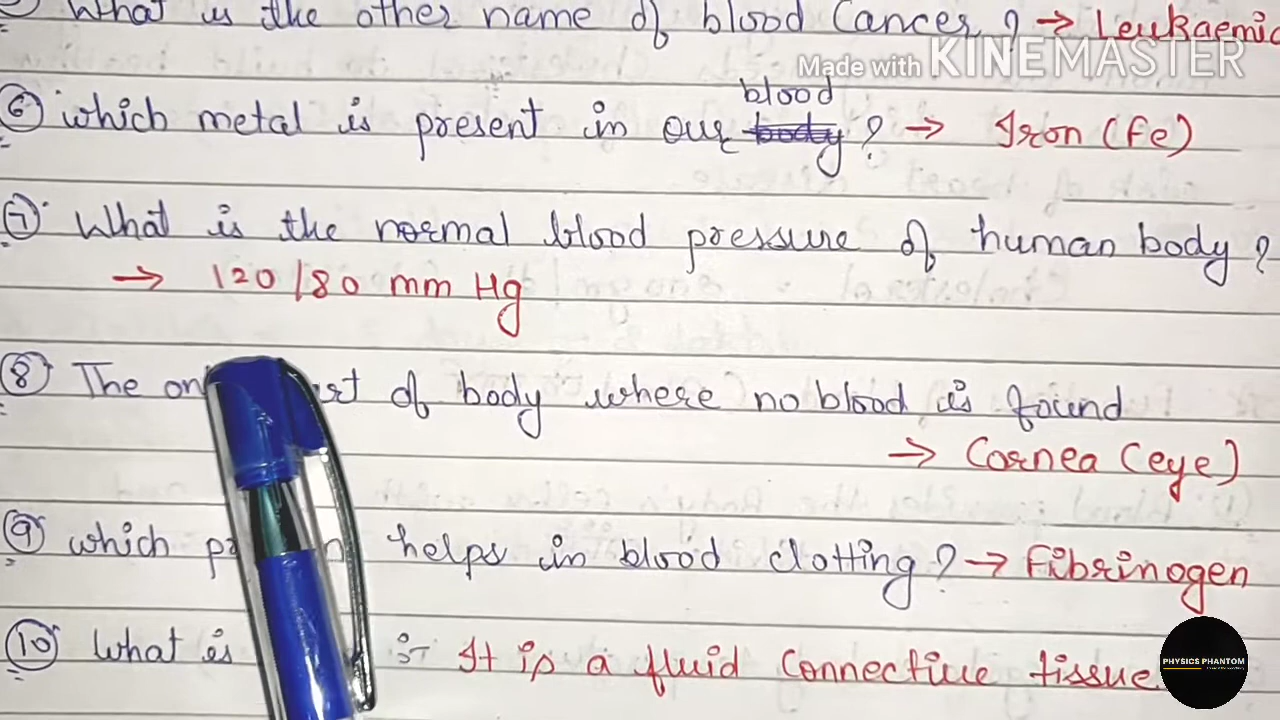 What is the other name of blood Cancer ? → Leukaemic
Made with KINEMASTER
⑥ Which metal is present in our body blood ? → Iron (Fe)
⑦ What is the normal blood pressure of human body ?
→ 120/80 mm Hg
⑧ The of body where no blood is found
→ Cornea (eye)
⑨ Which helps in blood clotting ? → Fibrinogen
⑩ What is It is a fluid connective tissue.
PHYSICS PHANTOM